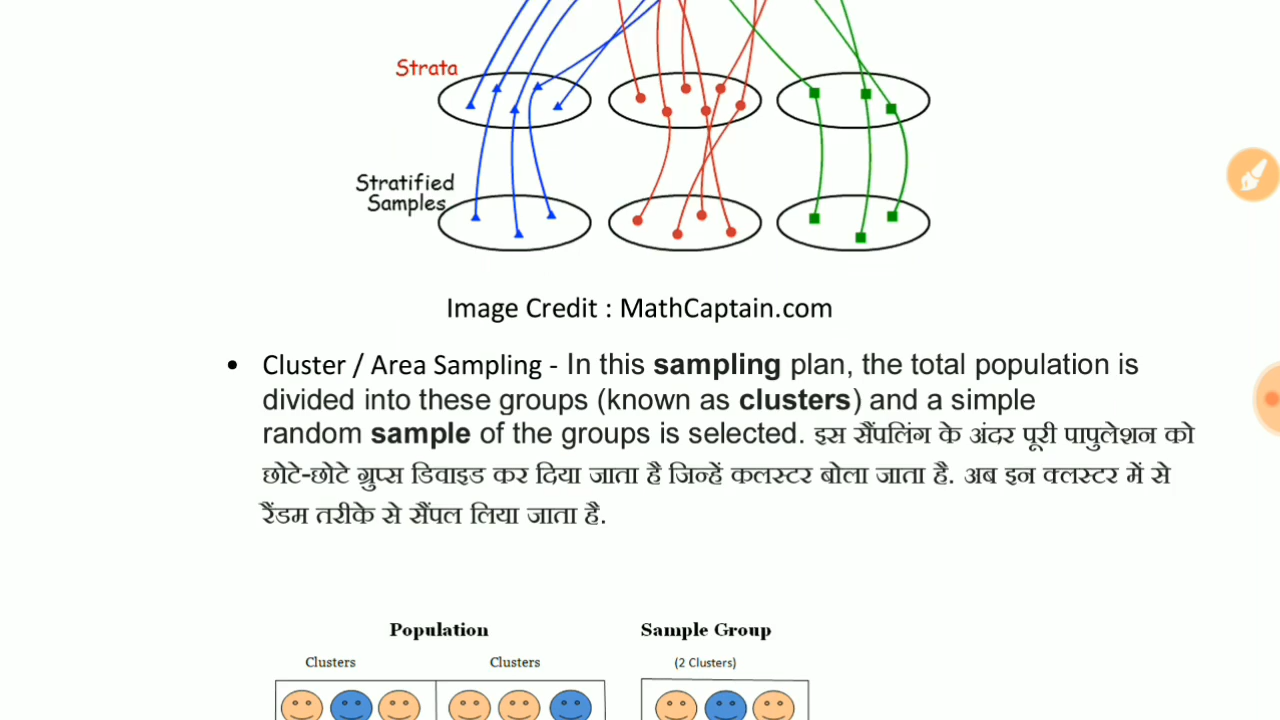 Strata
Stratified
Samples
Image Credit : MathCaptain.com
• Cluster / Area Sampling - In this sampling plan, the total population is
divided into these groups (known as clusters) and a simple
random sample of the groups is selected. इस सैंपलिंग के अंदर पूरी पापुलेशन को
छोटे-छोटे ग्रुप्स डिवाइड कर दिया जाता है जिन्हें कलस्टर बोला जाता है. अब इन क्लस्टर में से
रैंडम तरीके से सैंपल लिया जाता है.
Population Sample Group
Clusters Clusters (2 Clusters)